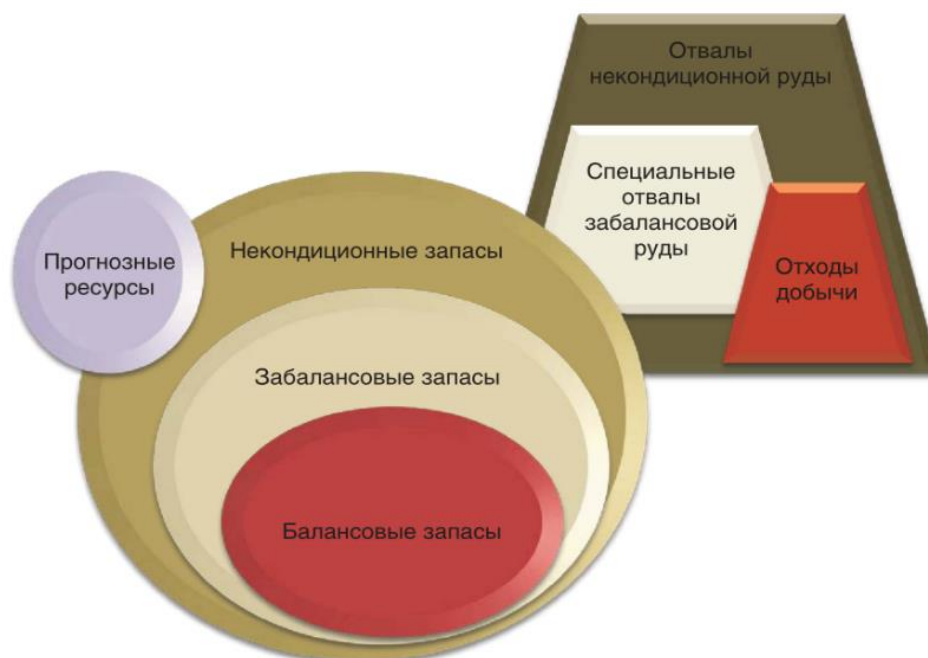 Отвалы
некондиционной руды
Специальные
отвалы
забалансовой
руды
Отходы
добычи
Прогнозные
ресурсы
Некондиционные запасы
Забалансовые запасы
Балансовые запасы